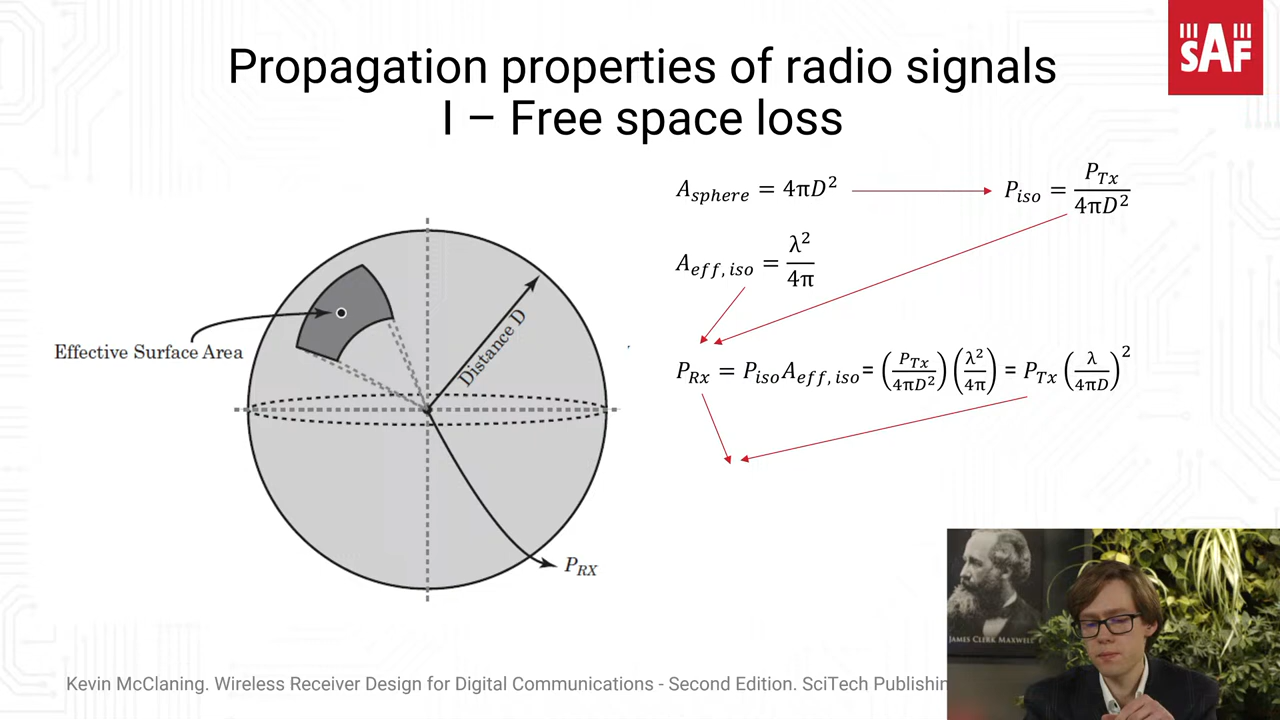 SAF
Propagation properties of radio signals
I – Free space loss
A_sphere = 4πD²
P_iso = P_Tx / 4πD²
A_eff, iso = λ² / 4π
Effective Surface Area
Distance D
P_Rx = P_iso A_eff, iso = (P_Tx / 4πD²) (λ² / 4π) = P_Tx (λ / 4πD)²
P_RX
JAMES CLERK MAXWELL
Kevin McClaning. Wireless Receiver Design for Digital Communications - Second Edition. SciTech Publishin